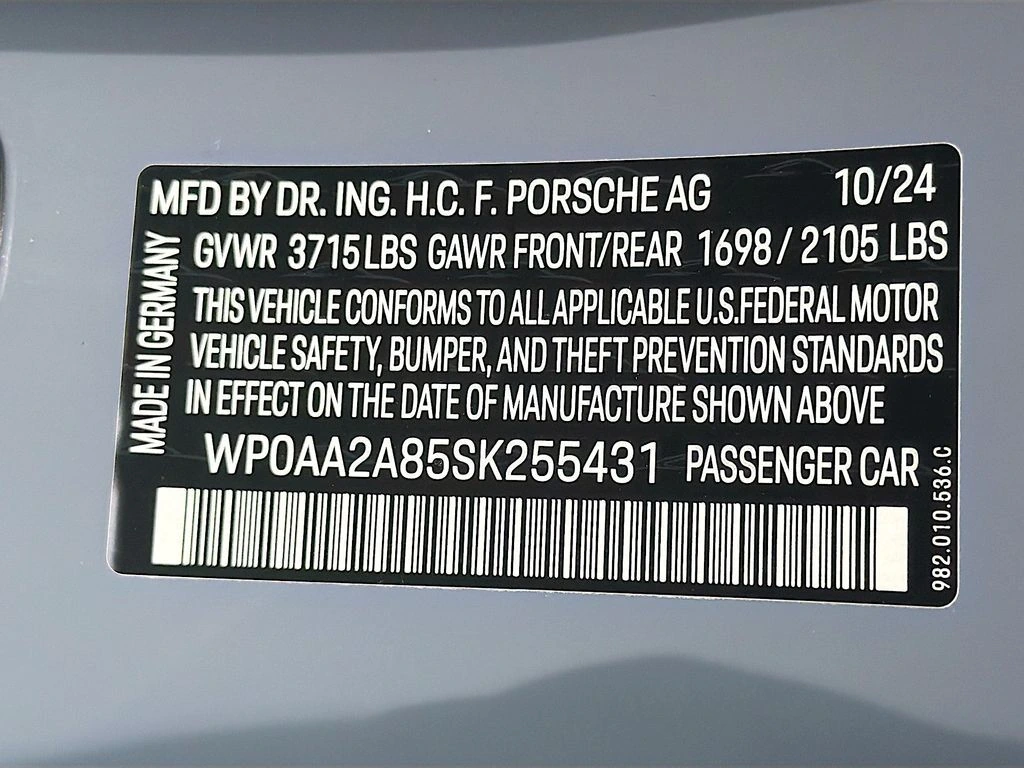 MFD BY DR. ING. H.C. F. PORSCHE AG 10/24
GVWR 3715 LBS GAWR FRONT/REAR 1698 / 2105 LBS
THIS VEHICLE CONFORMS TO ALL APPLICABLE U.S.FEDERAL MOTOR
VEHICLE SAFETY, BUMPER, AND THEFT PREVENTION STANDARDS
IN EFFECT ON THE DATE OF MANUFACTURE SHOWN ABOVE
WP0AA2A85SK255431 PASSENGER CAR
MADE IN GERMANY
982.010.536.C